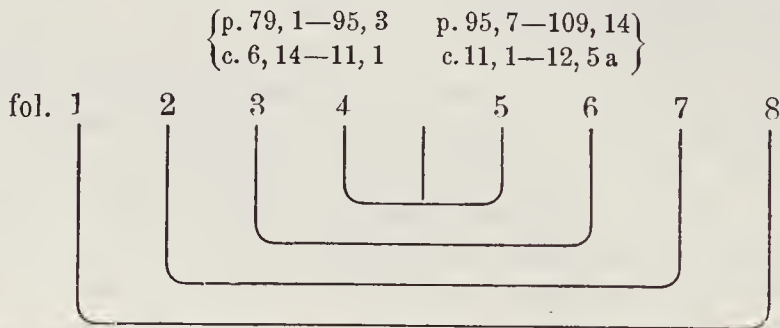 p. 79, 1—95, 3 p. 95, 7—109, 14
c. 6, 14—11, 1 c. 11, 1—12, 5 a
fol. 1 2 3 4 5 6 7 8